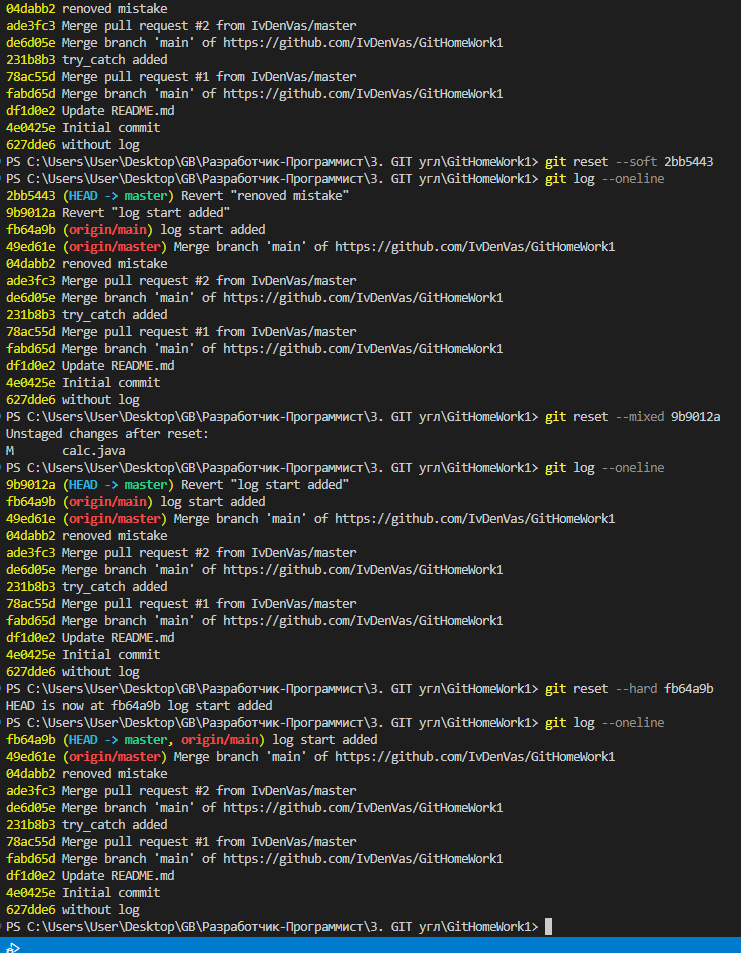 04dabb2 removed mistake
ade3fc3 Merge pull request #2 from IvDenVas/master
de6d05e Merge branch 'main' of https://github.com/IvDenVas/GitHomeWork1
231b8b3 try_catch added
78ac55d Merge pull request #1 from IvDenVas/master
fabd65d Merge branch 'main' of https://github.com/IvDenVas/GitHomeWork1
df1d0e2 Update README.md
4e0425e Initial commit
627dde6 without log
PS C:\Users\User\Desktop\GB\Разработчик-Программист\3. GIT угл\GitHomeWork1> git reset --soft 2bb5443
PS C:\Users\User\Desktop\GB\Разработчик-Программист\3. GIT угл\GitHomeWork1> git log --oneline
2bb5443 (HEAD -> master) Revert "removed mistake"
9b9012a Revert "log start added"
fb64a9b (origin/main) log start added
49ed61e (origin/master) Merge branch 'main' of https://github.com/IvDenVas/GitHomeWork1
04dabb2 removed mistake
ade3fc3 Merge pull request #2 from IvDenVas/master
de6d05e Merge branch 'main' of https://github.com/IvDenVas/GitHomeWork1
231b8b3 try_catch added
78ac55d Merge pull request #1 from IvDenVas/master
fabd65d Merge branch 'main' of https://github.com/IvDenVas/GitHomeWork1
df1d0e2 Update README.md
4e0425e Initial commit
627dde6 without log
PS C:\Users\User\Desktop\GB\Разработчик-Программист\3. GIT угл\GitHomeWork1> git reset --mixed 9b9012a
Unstaged changes after reset:
M       calc.java
PS C:\Users\User\Desktop\GB\Разработчик-Программист\3. GIT угл\GitHomeWork1> git log --oneline
9b9012a (HEAD -> master) Revert "log start added"
fb64a9b (origin/main) log start added
49ed61e (origin/master) Merge branch 'main' of https://github.com/IvDenVas/GitHomeWork1
04dabb2 removed mistake
ade3fc3 Merge pull request #2 from IvDenVas/master
de6d05e Merge branch 'main' of https://github.com/IvDenVas/GitHomeWork1
231b8b3 try_catch added
78ac55d Merge pull request #1 from IvDenVas/master
fabd65d Merge branch 'main' of https://github.com/IvDenVas/GitHomeWork1
df1d0e2 Update README.md
4e0425e Initial commit
627dde6 without log
PS C:\Users\User\Desktop\GB\Разработчик-Программист\3. GIT угл\GitHomeWork1> git reset --hard fb64a9b
HEAD is now at fb64a9b log start added
PS C:\Users\User\Desktop\GB\Разработчик-Программист\3. GIT угл\GitHomeWork1> git log --oneline
fb64a9b (HEAD -> master, origin/main) log start added
49ed61e (origin/master) Merge branch 'main' of https://github.com/IvDenVas/GitHomeWork1
04dabb2 removed mistake
ade3fc3 Merge pull request #2 from IvDenVas/master
de6d05e Merge branch 'main' of https://github.com/IvDenVas/GitHomeWork1
231b8b3 try_catch added
78ac55d Merge pull request #1 from IvDenVas/master
fabd65d Merge branch 'main' of https://github.com/IvDenVas/GitHomeWork1
df1d0e2 Update README.md
4e0425e Initial commit
627dde6 without log
PS C:\Users\User\Desktop\GB\Разработчик-Программист\3. GIT угл\GitHomeWork1>